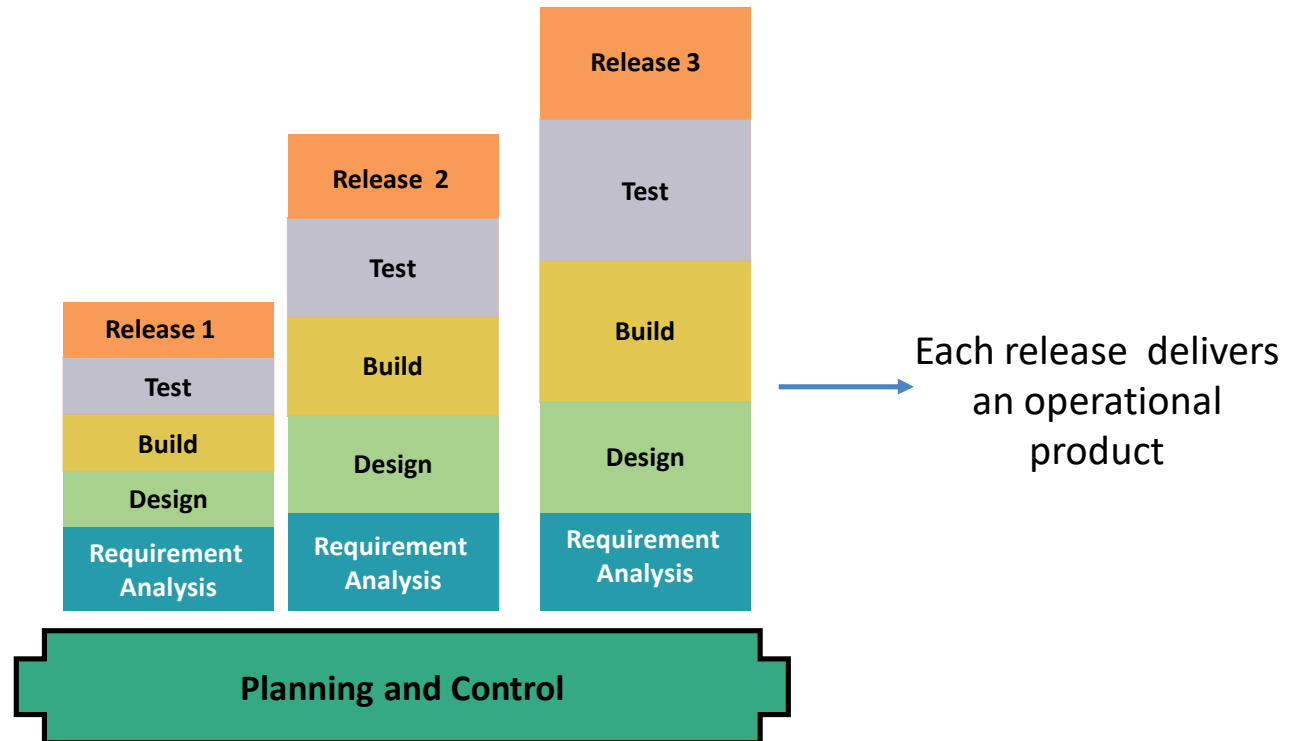 Release 1
Test
Build
Design
Requirement
Analysis
Release 2
Test
Build
Design
Requirement
Analysis
Release 3
Test
Build
Design
Requirement
Analysis
Each release delivers
an operational
product
Planning and Control